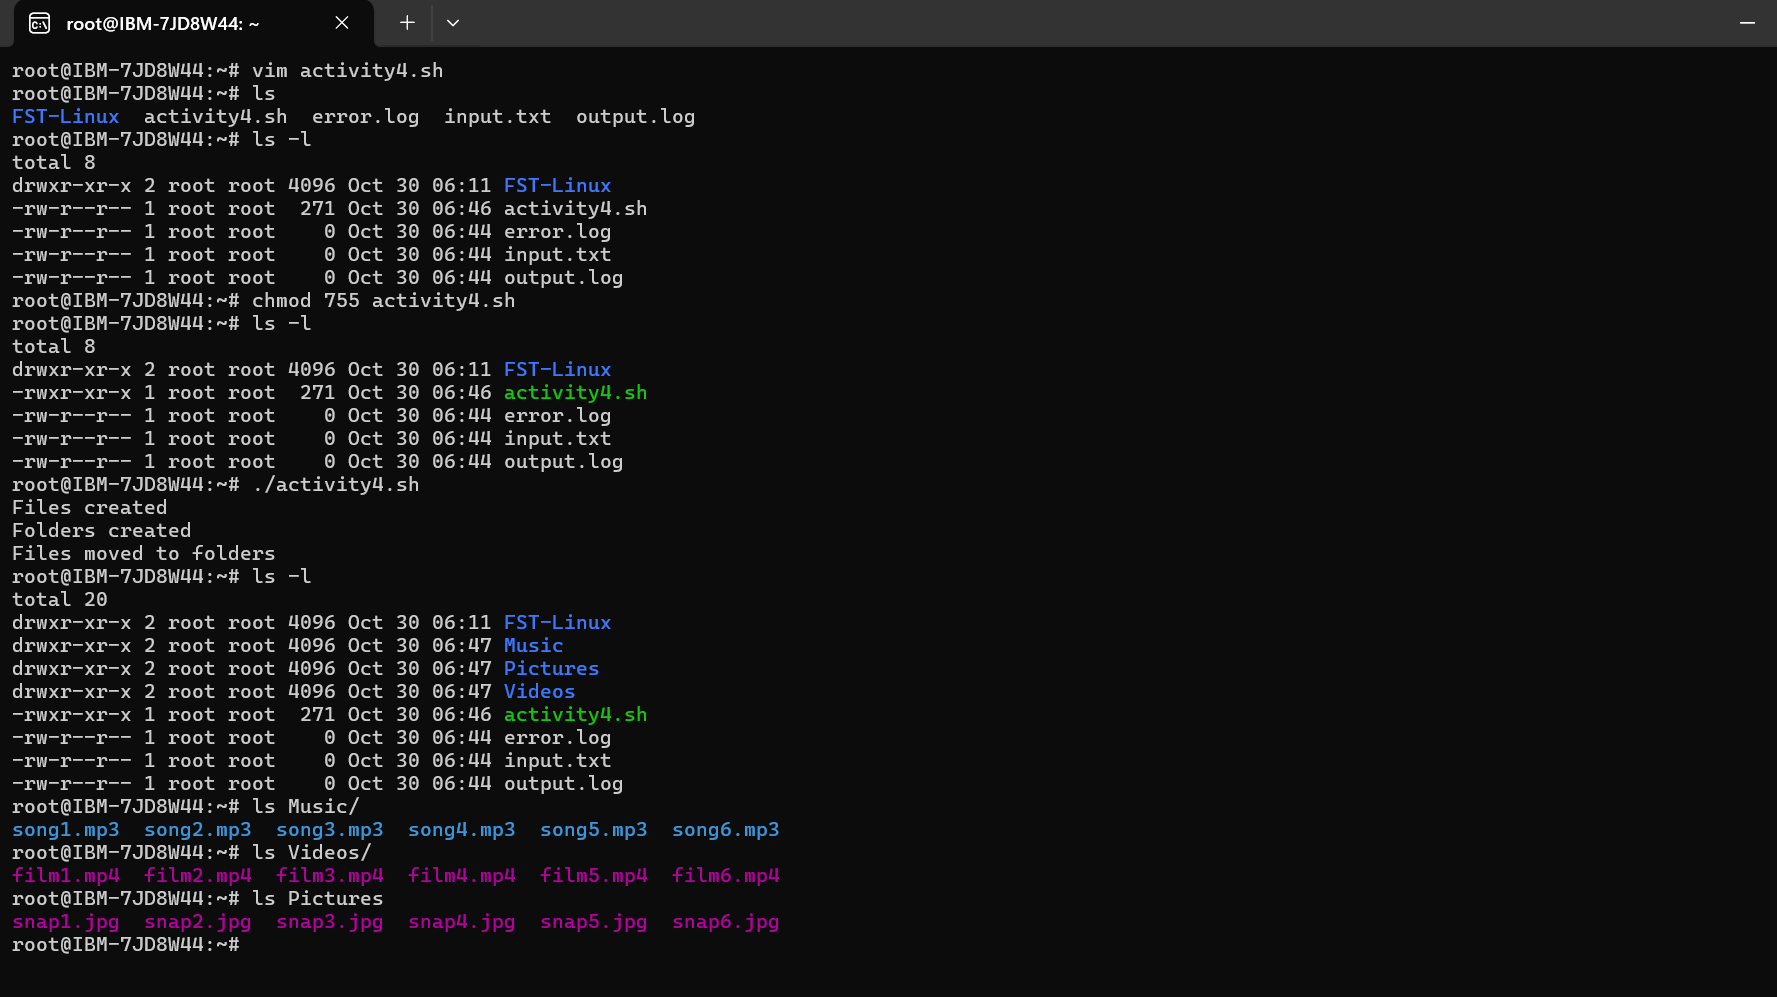 root@IBM-7JD8W44: ~
root@IBM-7JD8W44:~# vim activity4.sh
root@IBM-7JD8W44:~# ls
FST-Linux  activity4.sh  error.log  input.txt  output.log
root@IBM-7JD8W44:~# ls -l
total 8
drwxr-xr-x 2 root root 4096 Oct 30 06:11 FST-Linux
-rw-r--r-- 1 root root  271 Oct 30 06:46 activity4.sh
-rw-r--r-- 1 root root    0 Oct 30 06:44 error.log
-rw-r--r-- 1 root root    0 Oct 30 06:44 input.txt
-rw-r--r-- 1 root root    0 Oct 30 06:44 output.log
root@IBM-7JD8W44:~# chmod 755 activity4.sh
root@IBM-7JD8W44:~# ls -l
total 8
drwxr-xr-x 2 root root 4096 Oct 30 06:11 FST-Linux
-rwxr-xr-x 1 root root  271 Oct 30 06:46 activity4.sh
-rw-r--r-- 1 root root    0 Oct 30 06:44 error.log
-rw-r--r-- 1 root root    0 Oct 30 06:44 input.txt
-rw-r--r-- 1 root root    0 Oct 30 06:44 output.log
root@IBM-7JD8W44:~# ./activity4.sh
Files created
Folders created
Files moved to folders
root@IBM-7JD8W44:~# ls -l
total 20
drwxr-xr-x 2 root root 4096 Oct 30 06:11 FST-Linux
drwxr-xr-x 2 root root 4096 Oct 30 06:47 Music
drwxr-xr-x 2 root root 4096 Oct 30 06:47 Pictures
drwxr-xr-x 2 root root 4096 Oct 30 06:47 Videos
-rwxr-xr-x 1 root root  271 Oct 30 06:46 activity4.sh
-rw-r--r-- 1 root root    0 Oct 30 06:44 error.log
-rw-r--r-- 1 root root    0 Oct 30 06:44 input.txt
-rw-r--r-- 1 root root    0 Oct 30 06:44 output.log
root@IBM-7JD8W44:~# ls Music/
song1.mp3  song2.mp3  song3.mp3  song4.mp3  song5.mp3  song6.mp3
root@IBM-7JD8W44:~# ls Videos/
film1.mp4  film2.mp4  film3.mp4  film4.mp4  film5.mp4  film6.mp4
root@IBM-7JD8W44:~# ls Pictures
snap1.jpg  snap2.jpg  snap3.jpg  snap4.jpg  snap5.jpg  snap6.jpg
root@IBM-7JD8W44:~#